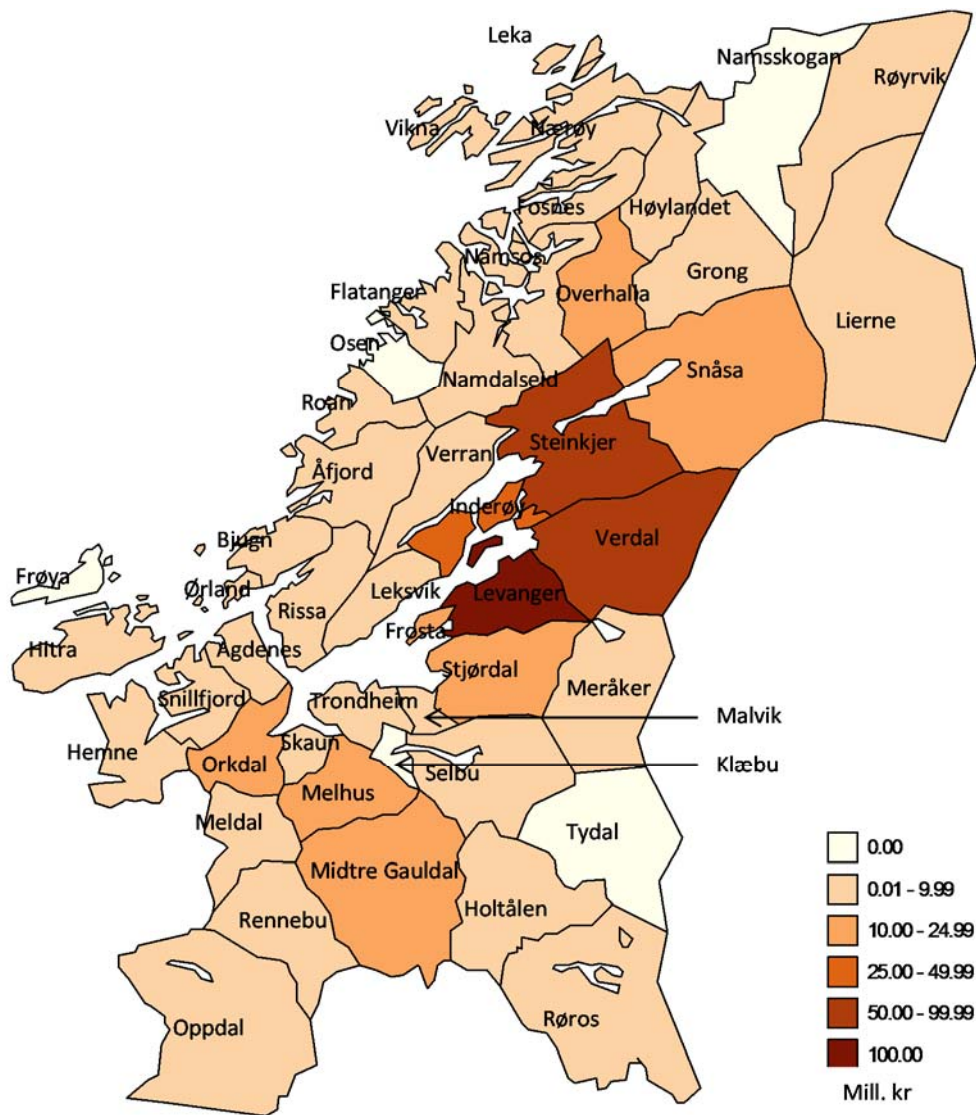 Leka
Namsskogan
Røyrvik
Vikna
Nærøy
Fosnes
Høylandet
Namsos
Grong
Flatanger
Overhalla
Lierne
Osen
Snåsa
Namdalseid
Roan
Steinkjer
Verran
Åfjord
Inderøy
Verdal
Bjugn
Frøya
Ørland
Rissa
Leksvik
Levanger
Frosta
Hitra
Agdenes
Stjørdal
Meråker
Snillfjord
Trondheim
Malvik
Hemne
Skaun
Orkdal
Selbu
Klæbu
Melhus
Meldal
Tydal
Midtre Gauldal
Holtålen
Rennebu
Oppdal
Røros
0.00
0.01 - 9.99
10.00 - 24.99
25.00 - 49.99
50.00 - 99.99
100.00
Mill. kr